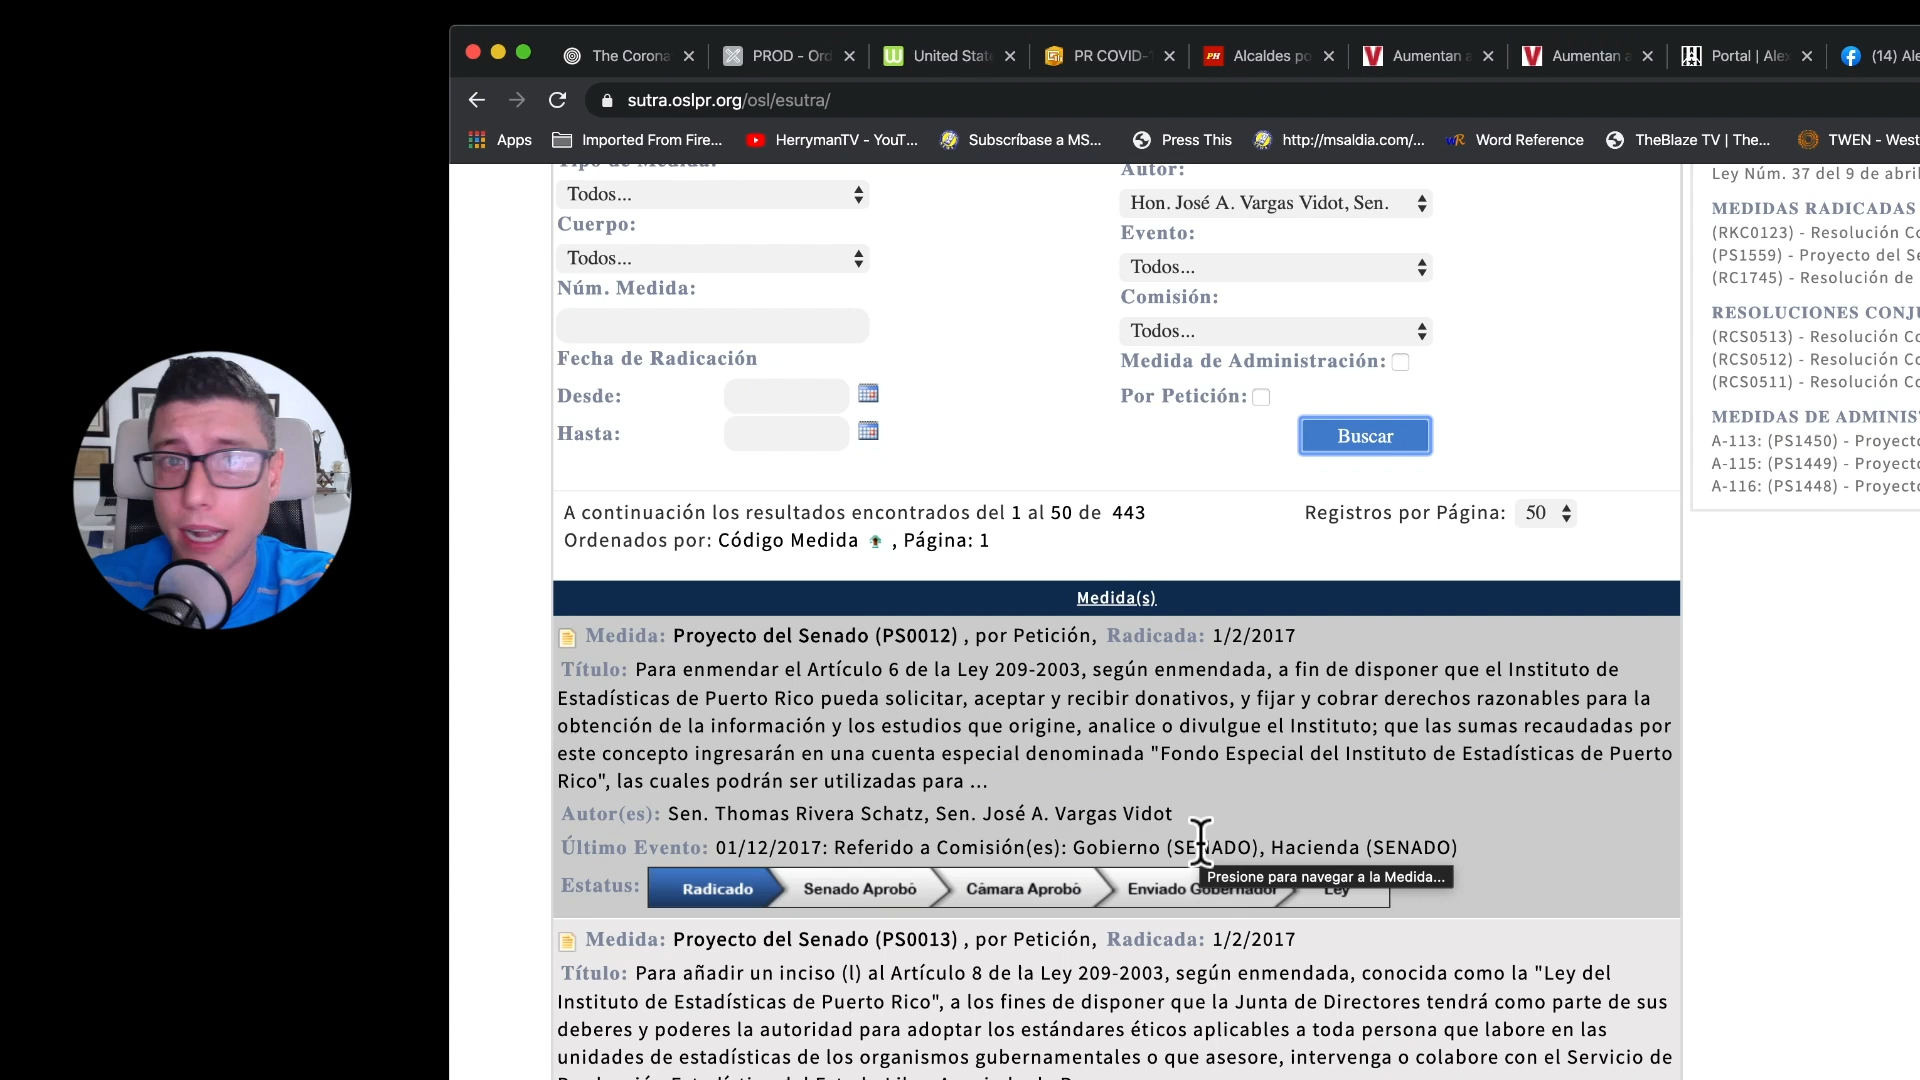 The Corona
PROD - Ord
United State
PR COVID-1
Alcaldes po
Aumentan a
Aumentan a
Portal | Alex
(14) Ale
sutra.oslpr.org/osl/esutra/
Apps
Imported From Fire...
HerrymanTV - YouT...
Subscríbase a MS...
Press This
http://msaldia.com/...
Word Reference
TheBlaze TV | The...
TWEN - West
Tipo de Medida:
Todos...
Cuerpo:
Todos...
Núm. Medida:
Fecha de Radicación
Desde:
Hasta:
Autor:
Hon. José A. Vargas Vidot, Sen.
Evento:
Todos...
Comisión:
Todos...
Medida de Administración:
Por Petición:
Buscar
A continuación los resultados encontrados del 1 al 50 de 443
Registros por Página: 50
Ordenados por: Código Medida , Página: 1
Medida(s)
Medida: Proyecto del Senado (PS0012) , por Petición, Radicada: 1/2/2017
Título: Para enmendar el Artículo 6 de la Ley 209-2003, según enmendada, a fin de disponer que el Instituto de
Estadísticas de Puerto Rico pueda solicitar, aceptar y recibir donativos, y fijar y cobrar derechos razonables para la
obtención de la información y los estudios que origine, analice o divulgue el Instituto; que las sumas recaudadas por
este concepto ingresarán en una cuenta especial denominada "Fondo Especial del Instituto de Estadísticas de Puerto
Rico", las cuales podrán ser utilizadas para ...
Autor(es): Sen. Thomas Rivera Schatz, Sen. José A. Vargas Vidot
Último Evento: 01/12/2017: Referido a Comisión(es): Gobierno (SENADO), Hacienda (SENADO)
Presione para navegar a la Medida...
Estatus: Radicado Senado Aprobó Cámara Aprobó Enviado Gobernador Ley
Medida: Proyecto del Senado (PS0013) , por Petición, Radicada: 1/2/2017
Título: Para añadir un inciso (l) al Artículo 8 de la Ley 209-2003, según enmendada, conocida como la "Ley del
Instituto de Estadísticas de Puerto Rico", a los fines de disponer que la Junta de Directores tendrá como parte de sus
deberes y poderes la autoridad para adoptar los estándares éticos aplicables a toda persona que labore en las
unidades de estadísticas de los organismos gubernamentales o que asesore, intervenga o colabore con el Servicio de
Ley Núm. 37 del 9 de abril
MEDIDAS RADICADAS
(RKC0123) - Resolución Co
(PS1559) - Proyecto del Se
(RC1745) - Resolución de
RESOLUCIONES CONJU
(RCS0513) - Resolución Co
(RCS0512) - Resolución Co
(RCS0511) - Resolución Co
MEDIDAS DE ADMINIS
A-113: (PS1450) - Proyecto
A-115: (PS1449) - Proyecto
A-116: (PS1448) - Proyecto